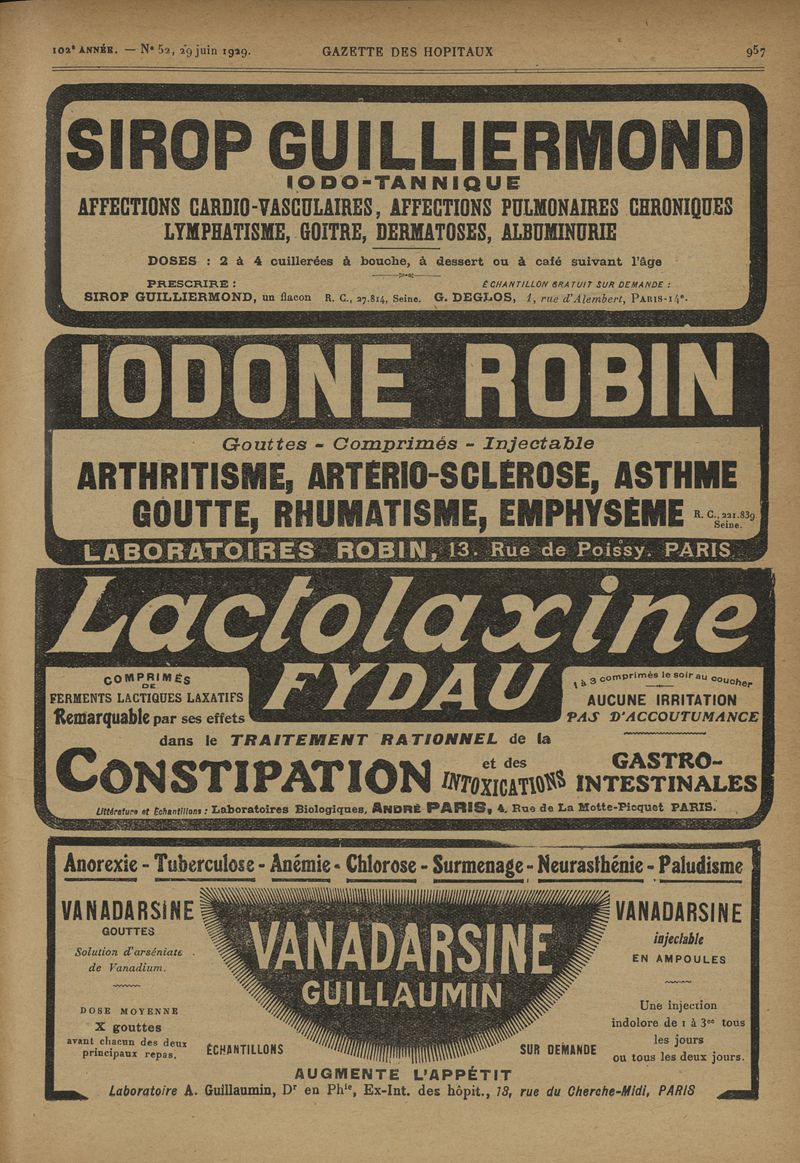 102e ANNÉE. — No 52, 29 juin 1929. GAZETTE DES HOPITAUX 957
SIROP GUILLIERMOND
IODO-TANNIQUE
AFFECTIONS CARDIO-VASCULAIRES, AFFECTIONS PULMONAIRES CHRONIQUES
LYMPHATISME, GOITRE, DERMATOSES, ALBUMINURIE
DOSES : 2 à 4 cuillerées à bouche, à dessert ou à café suivant l'âge
PRESCRIRE : ÉCHANTILLON GRATUIT SUR DEMANDE :
SIROP GUILLIERMOND, un flacon R. C., 27.814, Seine. G. DEGLOS, 1, rue d'Alembert, PARIS-14e.
IODONE ROBIN
Gouttes - Comprimés - Injectable
ARTHRITISME, ARTÉRIO-SCLÉROSE, ASTHME
GOUTTE, RHUMATISME, EMPHYSÈME R. C., 221.839
Seine.
LABORATOIRES ROBIN, 13. Rue de Poissy. PARIS
Lactolaxine
FYDAU
COMPRIMÉS
DE
FERMENTS LACTIQUES LAXATIFS
Remarquable par ses effets
1 à 3 comprimés le soir au coucher
AUCUNE IRRITATION
PAS D'ACCOUTUMANCE
dans le TRAITEMENT RATIONNEL de la
CONSTIPATION et des INTOXICATIONS GASTRO-
INTESTINALES
Littérature et Echantillons : Laboratoires Biologiques, ANDRÉ PARIS, 4, Rue de La Motte-Picquet PARIS.
Anorexie - Tuberculose - Anémie - Chlorose - Surmenage - Neurasthénie - Paludisme
VANADARSINE
GOUTTES
Solution d'arséniate
de Vanadium.
DOSE MOYENNE
X gouttes
avant chacun des deux
principaux repas.
VANADARSINE
GUILLAUMIN
ÉCHANTILLONS SUR DEMANDE
VANADARSINE
injectable
EN AMPOULES
Une injection
indolore de 1 à 3cc tous
les jours
ou tous les deux jours.
AUGMENTE L'APPÉTIT
Laboratoire A. Guillaumin, Dr en Phie, Ex-Int. des hôpit., 13, rue du Cherche-Midi, PARIS